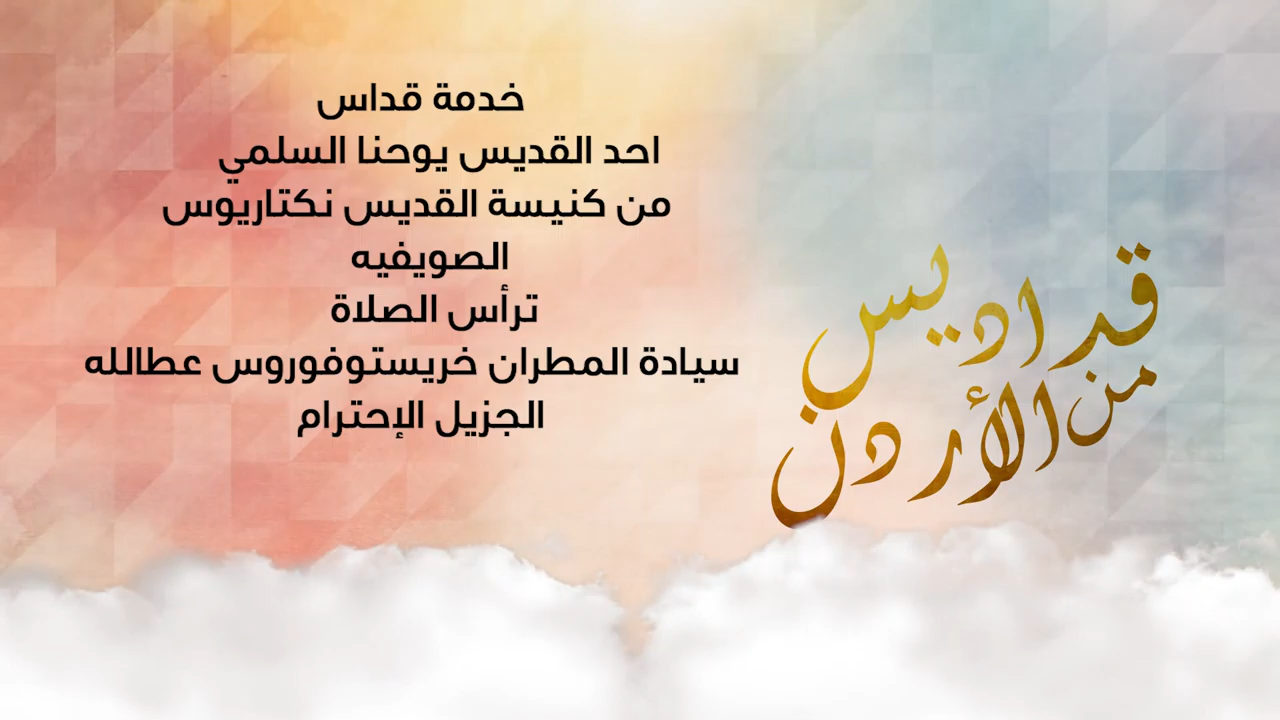 خدمة قداس
احد القديس يوحنا السلمي
من كنيسة القديس نكتاريوس
الصويفيه
ترأس الصلاة
سيادة المطران خريستوفوروس عطالله
الجزيل الإحترام
قداديس
من الأردن